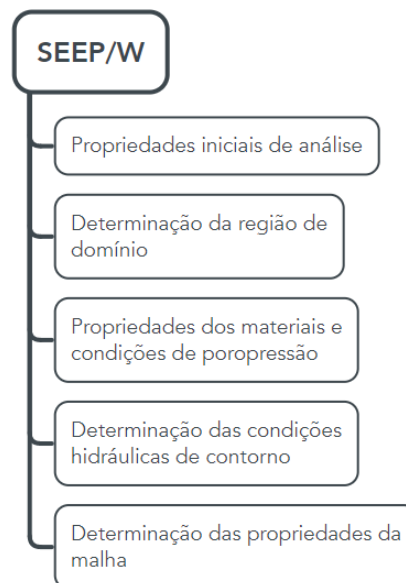 SEEP/W
Propriedades iniciais de análise
Determinação da região de
domínio
Propriedades dos materiais e
condições de poropressão
Determinação das condições
hidráulicas de contorno
Determinação das propriedades da
malha